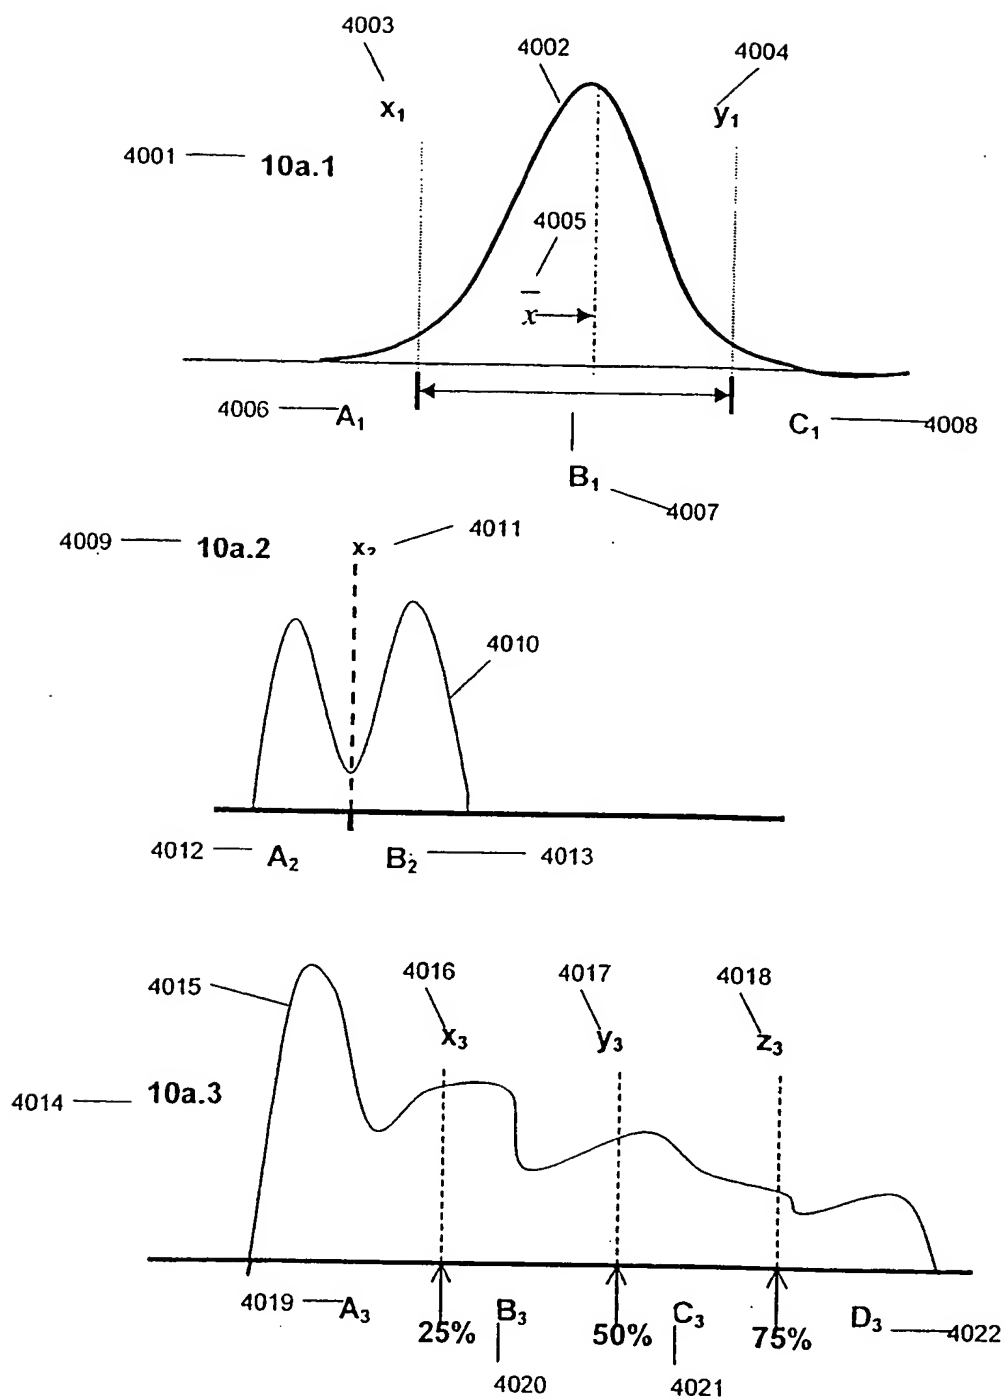 4003
4002
4004
x₁
y₁
4001 10a.1
4005
x̄
4006 A₁
C₁ 4008
B₁
4007
4009 10a.2 x₂ 4011
4010
4012 A₂ B₂ 4013
4015 4016 4017 4018
x₃ y₃ z₃
4014 10a.3
4019 A₃ B₃ C₃ D₃ 4022
25% 50% 75%
4020 4021